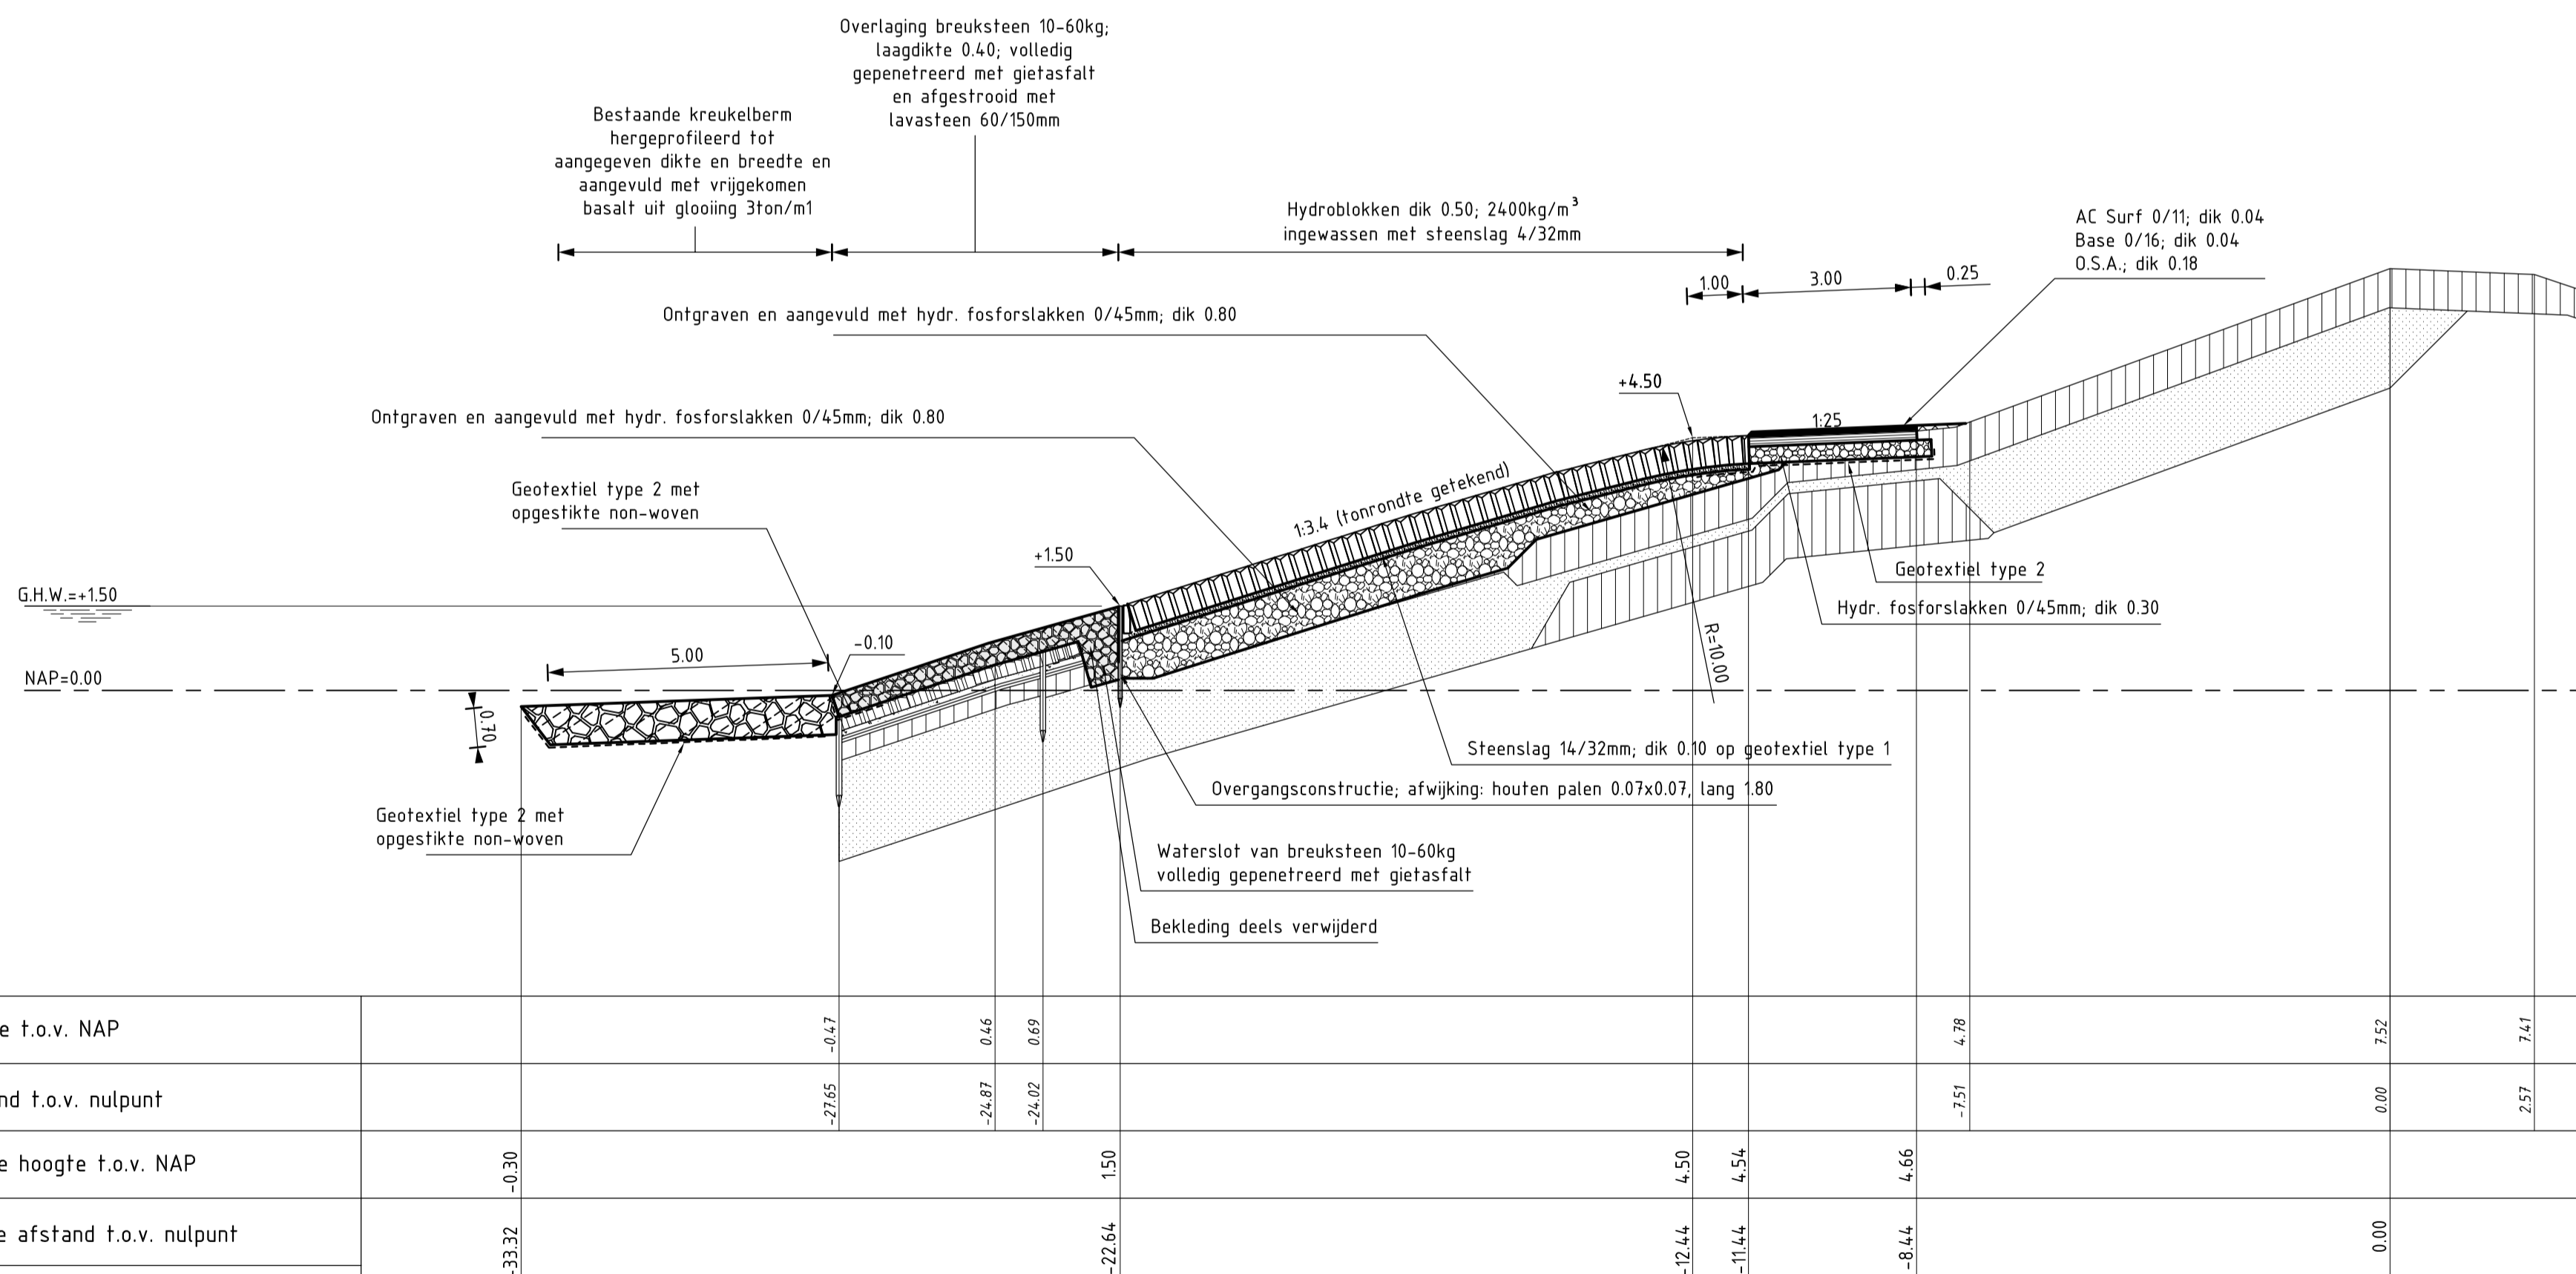 Overlaging breuksteen 10-60kg;
laagdikte 0.40; volledig
gepenetreerd met gietasfalt
en afgestrooid met
lavasteen 60/150mm
Bestaande kreukelberm
hergeprofileerd tot
aangegeven dikte en breedte en
aangevuld met vrijgekomen
basalt uit glooiing 3ton/m1
Hydroblokken dik 0.50; 2400kg/m³
ingewassen met steenslag 4/32mm
AC Surf 0/11; dik 0.04
Base 0/16; dik 0.04
O.S.A.; dik 0.18
1.00
3.00
0.25
Ontgraven en aangevuld met hydr. fosforslakken 0/45mm; dik 0.80
+4.50
Ontgraven en aangevuld met hydr. fosforslakken 0/45mm; dik 0.80
1:25
Geotextiel type 2 met
opgestikte non-woven
1:3.4 (tonrondte getekend)
+1.50
G.H.W.=+1.50
Geotextiel type 2
Hydr. fosforslakken 0/45mm; dik 0.30
-0.10
5.00
R=10.00
NAP=0.00
0.70
Steenslag 14/32mm; dik 0.10 op geotextiel type 1
Overgangsconstructie; afwijking: houten palen 0.07x0.07, lang 1.80
Geotextiel type 2 met
opgestikte non-woven
Waterslot van breuksteen 10-60kg
volledig gepenetreerd met gietasfalt
Bekleding deels verwijderd
e t.o.v. NAP
-0.47
0.46
0.69
4.78
7.52
7.41
nd t.o.v. nulpunt
-27.65
-24.87
-24.02
-7.51
0.00
2.57
e hoogte t.o.v. NAP
-0.30
1.50
4.50
4.54
4.66
e afstand t.o.v. nulpunt
-33.32
-22.64
-12.44
-11.44
-8.44
0.00